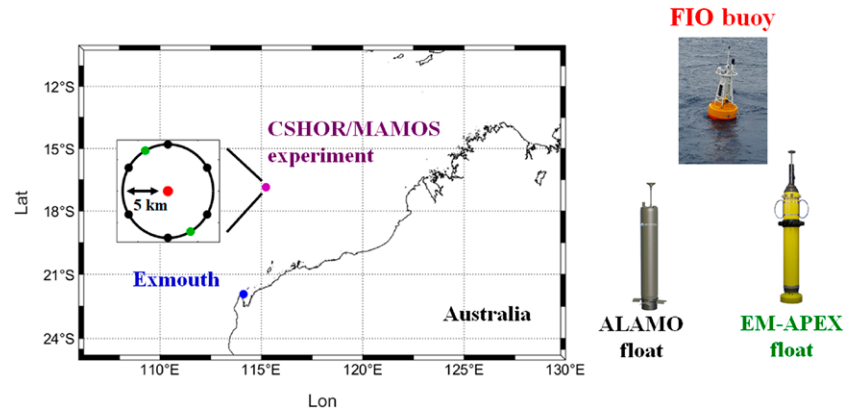 FIO buoy
12°S
15°S
18°S
21°S
24°S
Lat
CSHOR/MAMOS
experiment
5 km
Exmouth
Australia
110°E
115°E
120°E
125°E
130°E
Lon
ALAMO
float
EM-APEX
float